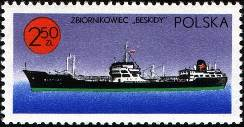 ZBIORNIKOWIEC „BESKIDY” POLSKA
2.50
ZŁ